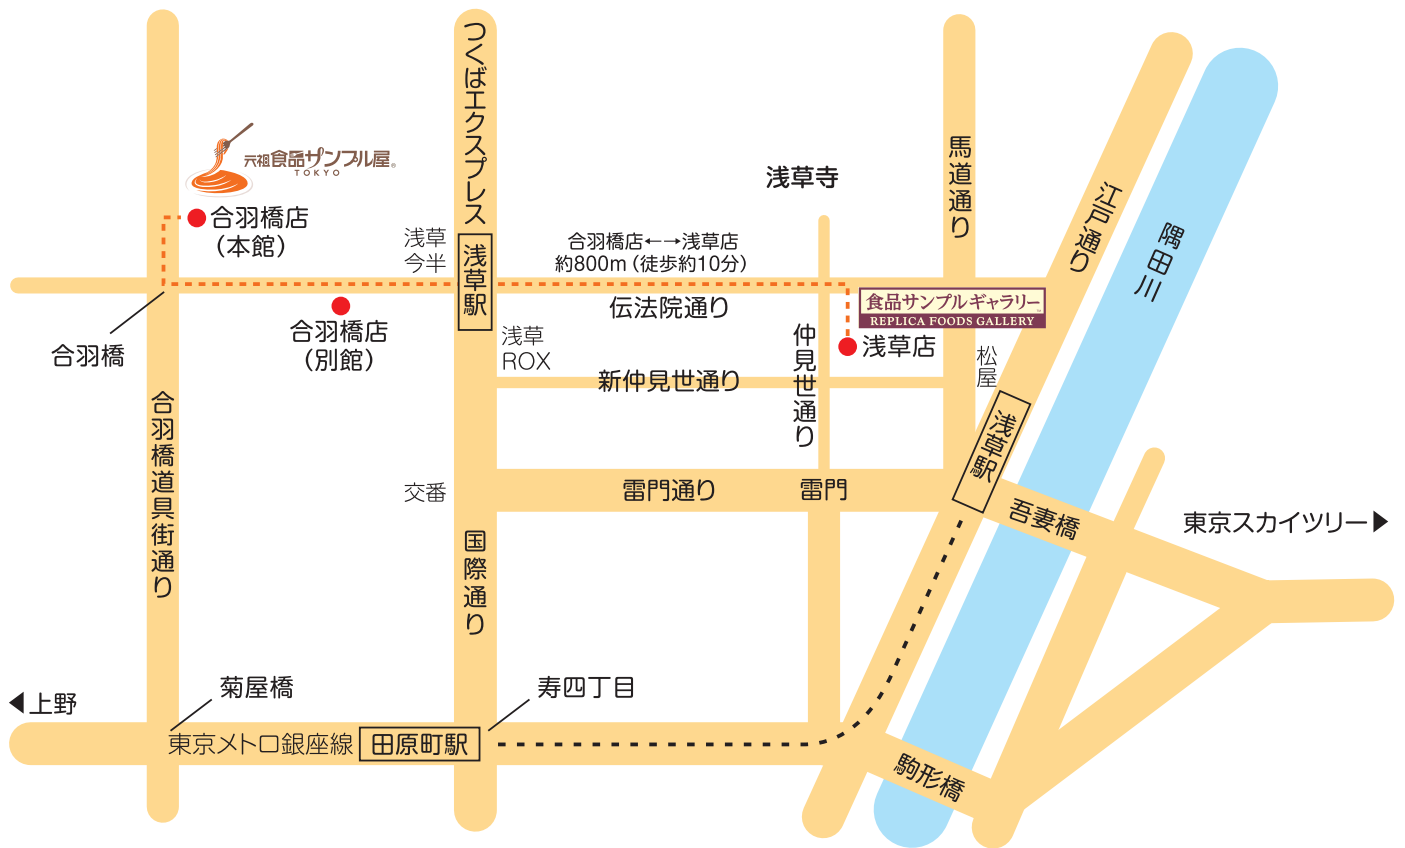 つくばエクスプレス
元祖食品サンプル屋®
TOKYO
馬道通り
浅草寺
江戸通り
合羽橋店
(本館)
浅草
今半
浅草駅
合羽橋店←→浅草店
約800m(徒歩約10分)
隅田川
伝法院通り
食品サンプルギャラリー
REPLICA FOODS GALLERY
合羽橋店
(別館)
合羽橋
浅草
ROX
仲見世通り
浅草店
松屋
新仲見世通り
合羽橋道具街通り
浅草駅
交番
雷門通り
雷門
吾妻橋
東京スカイツリー▶
国際通り
◀上野
菊屋橋
寿四丁目
東京メトロ銀座線
田原町駅
駒形橋